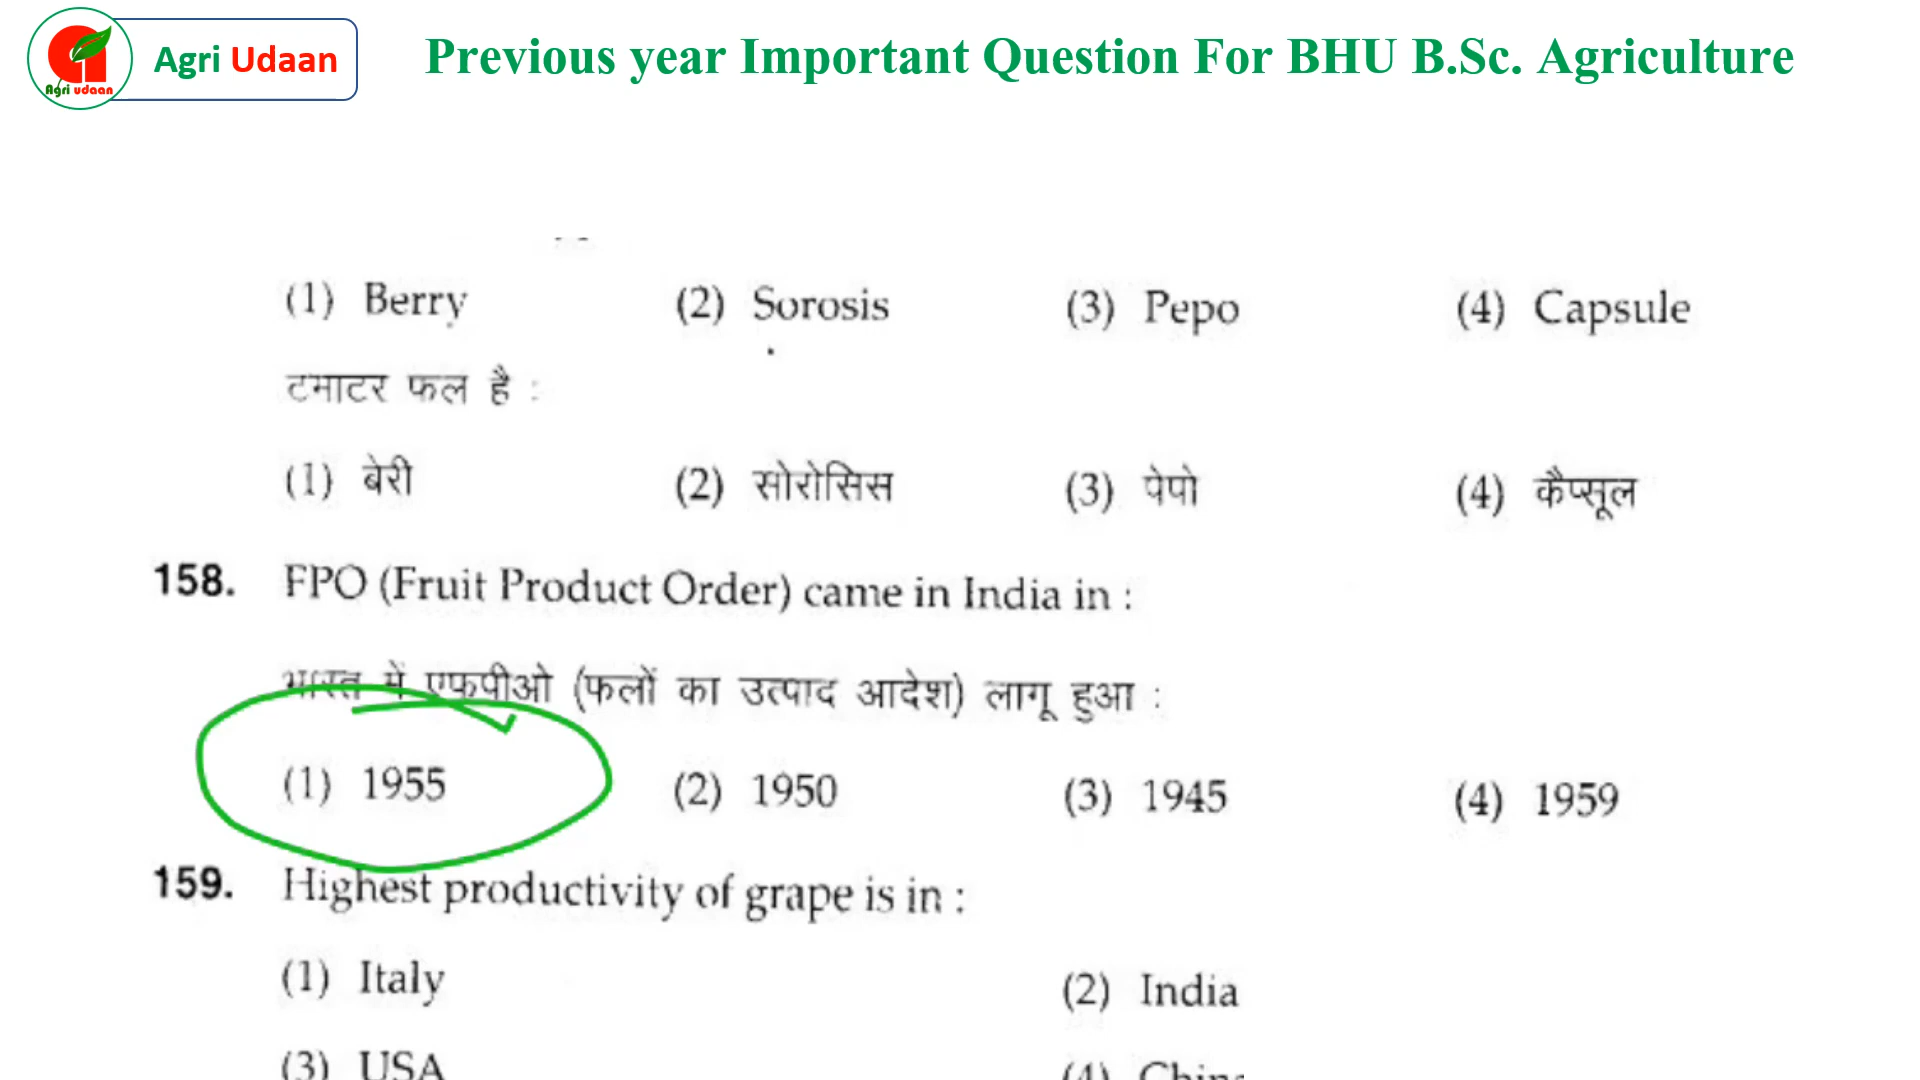 Agri udaan
Agri Udaan
Previous year Important Question For BHU B.Sc. Agriculture
(1) Berry (2) Sorosis (3) Pepo (4) Capsule
टमाटर फल है :
(1) बेरी (2) सोरोसिस (3) पेपो (4) कैप्सूल
158. FPO (Fruit Product Order) came in India in :
भारत में एफपीओ (फलों का उत्पाद आदेश) लागू हुआ :
(1) 1955 (2) 1950 (3) 1945 (4) 1959
159. Highest productivity of grape is in :
(1) Italy (2) India
(3) USA (4) China